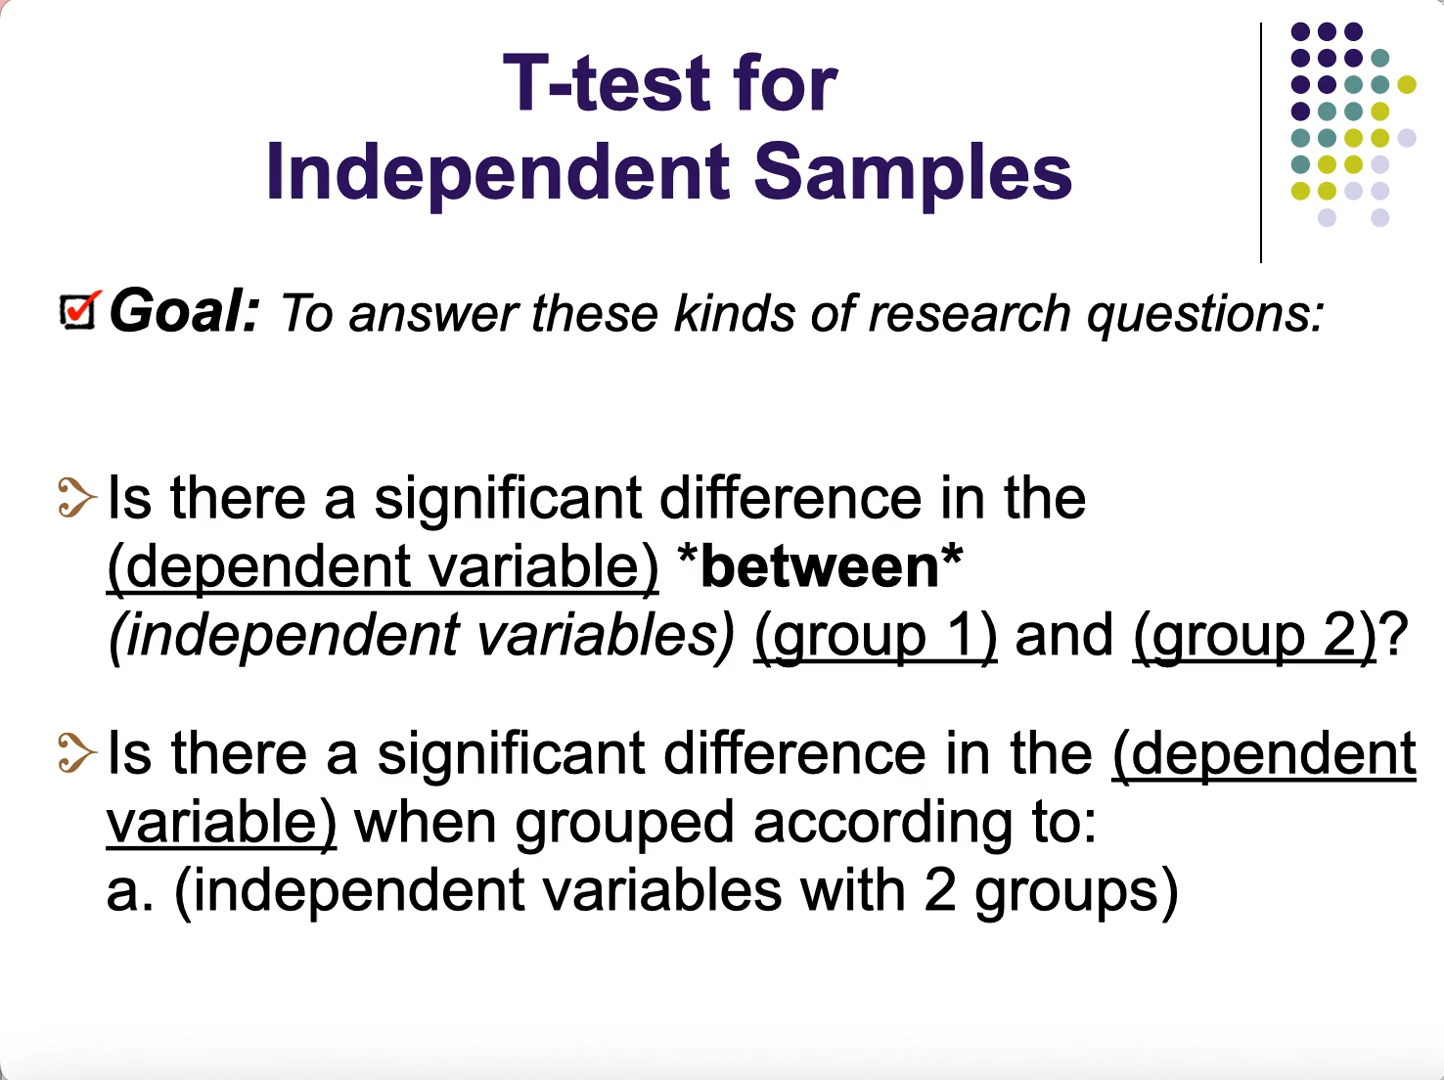 T-test for
Independent Samples
Goal: To answer these kinds of research questions:
Is there a significant difference in the
(dependent variable) *between*
(independent variables) (group 1) and (group 2)?
Is there a significant difference in the (dependent
variable) when grouped according to:
a. (independent variables with 2 groups)